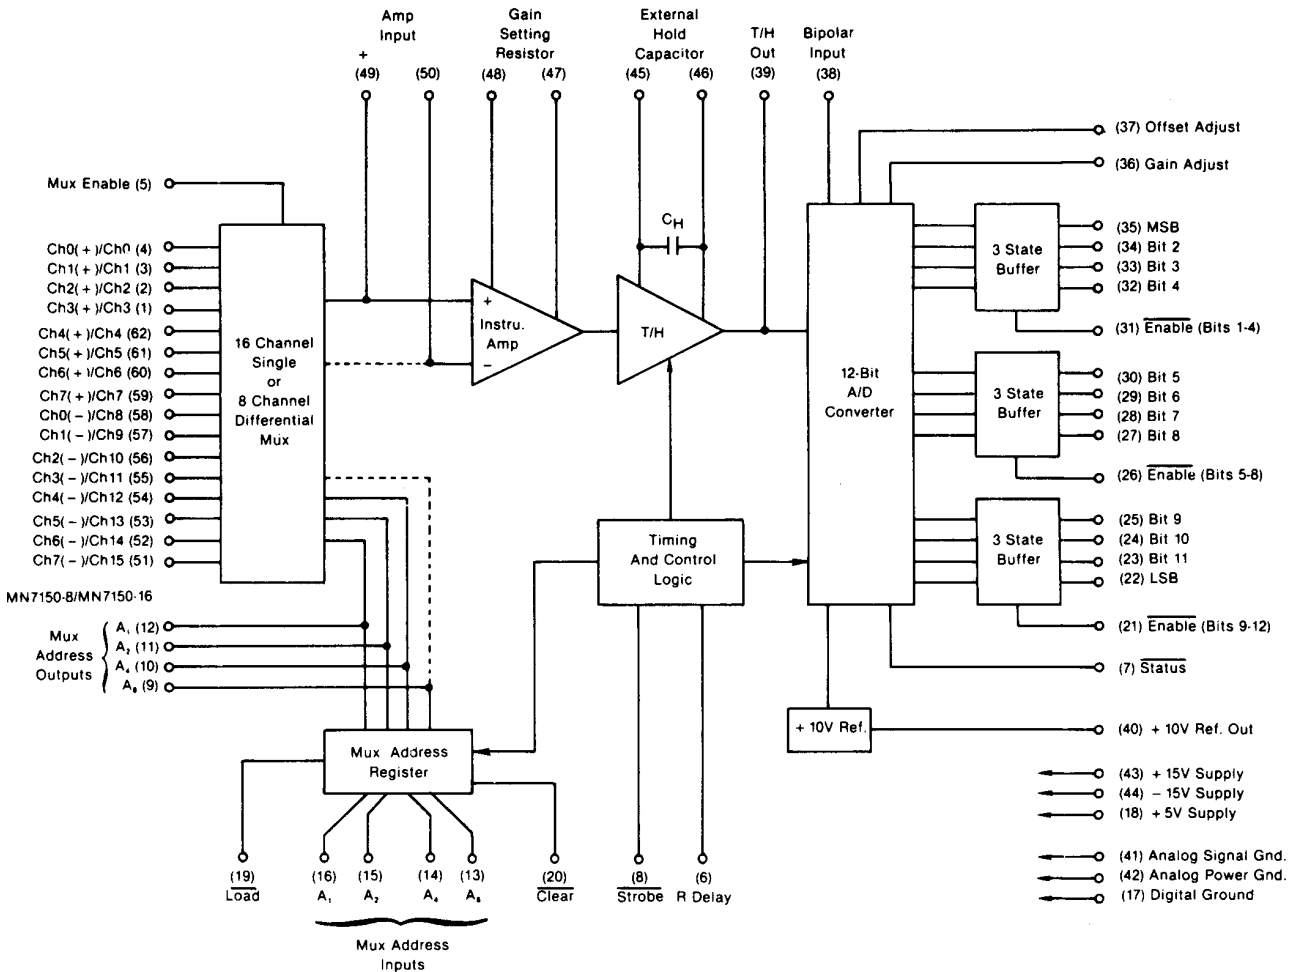 Amp
Input
+
(49)
(50)
Gain
Setting
Resistor
(48)
(47)
External
Hold
Capacitor
(45)
(46)
T/H
Out
(39)
Bipolar
Input
(38)
(37) Offset Adjust
(36) Gain Adjust
Mux Enable (5)
Ch0(+)/Ch0 (4)
Ch1(+)/Ch1 (3)
Ch2(+)/Ch2 (2)
Ch3(+)/Ch3 (1)
Ch4(+)/Ch4 (62)
Ch5(+)/Ch5 (61)
Ch6(+)/Ch6 (60)
Ch7(+)/Ch7 (59)
Ch0(-)/Ch8 (58)
Ch1(-)/Ch9 (57)
Ch2(-)/Ch10 (56)
Ch3(-)/Ch11 (55)
Ch4(-)/Ch12 (54)
Ch5(-)/Ch13 (53)
Ch6(-)/Ch14 (52)
Ch7(-)/Ch15 (51)
MN7150-8/MN7150-16
16 Channel
Single
or
8 Channel
Differential
Mux
+
Instru.
Amp
-
CH
T/H
12-Bit
A/D
Converter
3 State
Buffer
(35) MSB
(34) Bit 2
(33) Bit 3
(32) Bit 4
(31) Enable (Bits 1-4)
3 State
Buffer
(30) Bit 5
(29) Bit 6
(28) Bit 7
(27) Bit 8
(26) Enable (Bits 5-8)
3 State
Buffer
(25) Bit 9
(24) Bit 10
(23) Bit 11
(22) LSB
(21) Enable (Bits 9-12)
(7) Status
Timing
And Control
Logic
Mux
Address
Outputs
A1 (12)
A2 (11)
A4 (10)
A8 (9)
Mux Address
Register
+ 10V Ref.
(40) + 10V Ref. Out
(43) + 15V Supply
(44) - 15V Supply
(18) + 5V Supply
(41) Analog Signal Gnd.
(42) Analog Power Gnd.
(17) Digital Ground
(19)
Load
(16)
A1
(15)
A2
(14)
A4
(13)
A8
(20)
Clear
(8)
Strobe
(6)
R Delay
Mux Address
Inputs